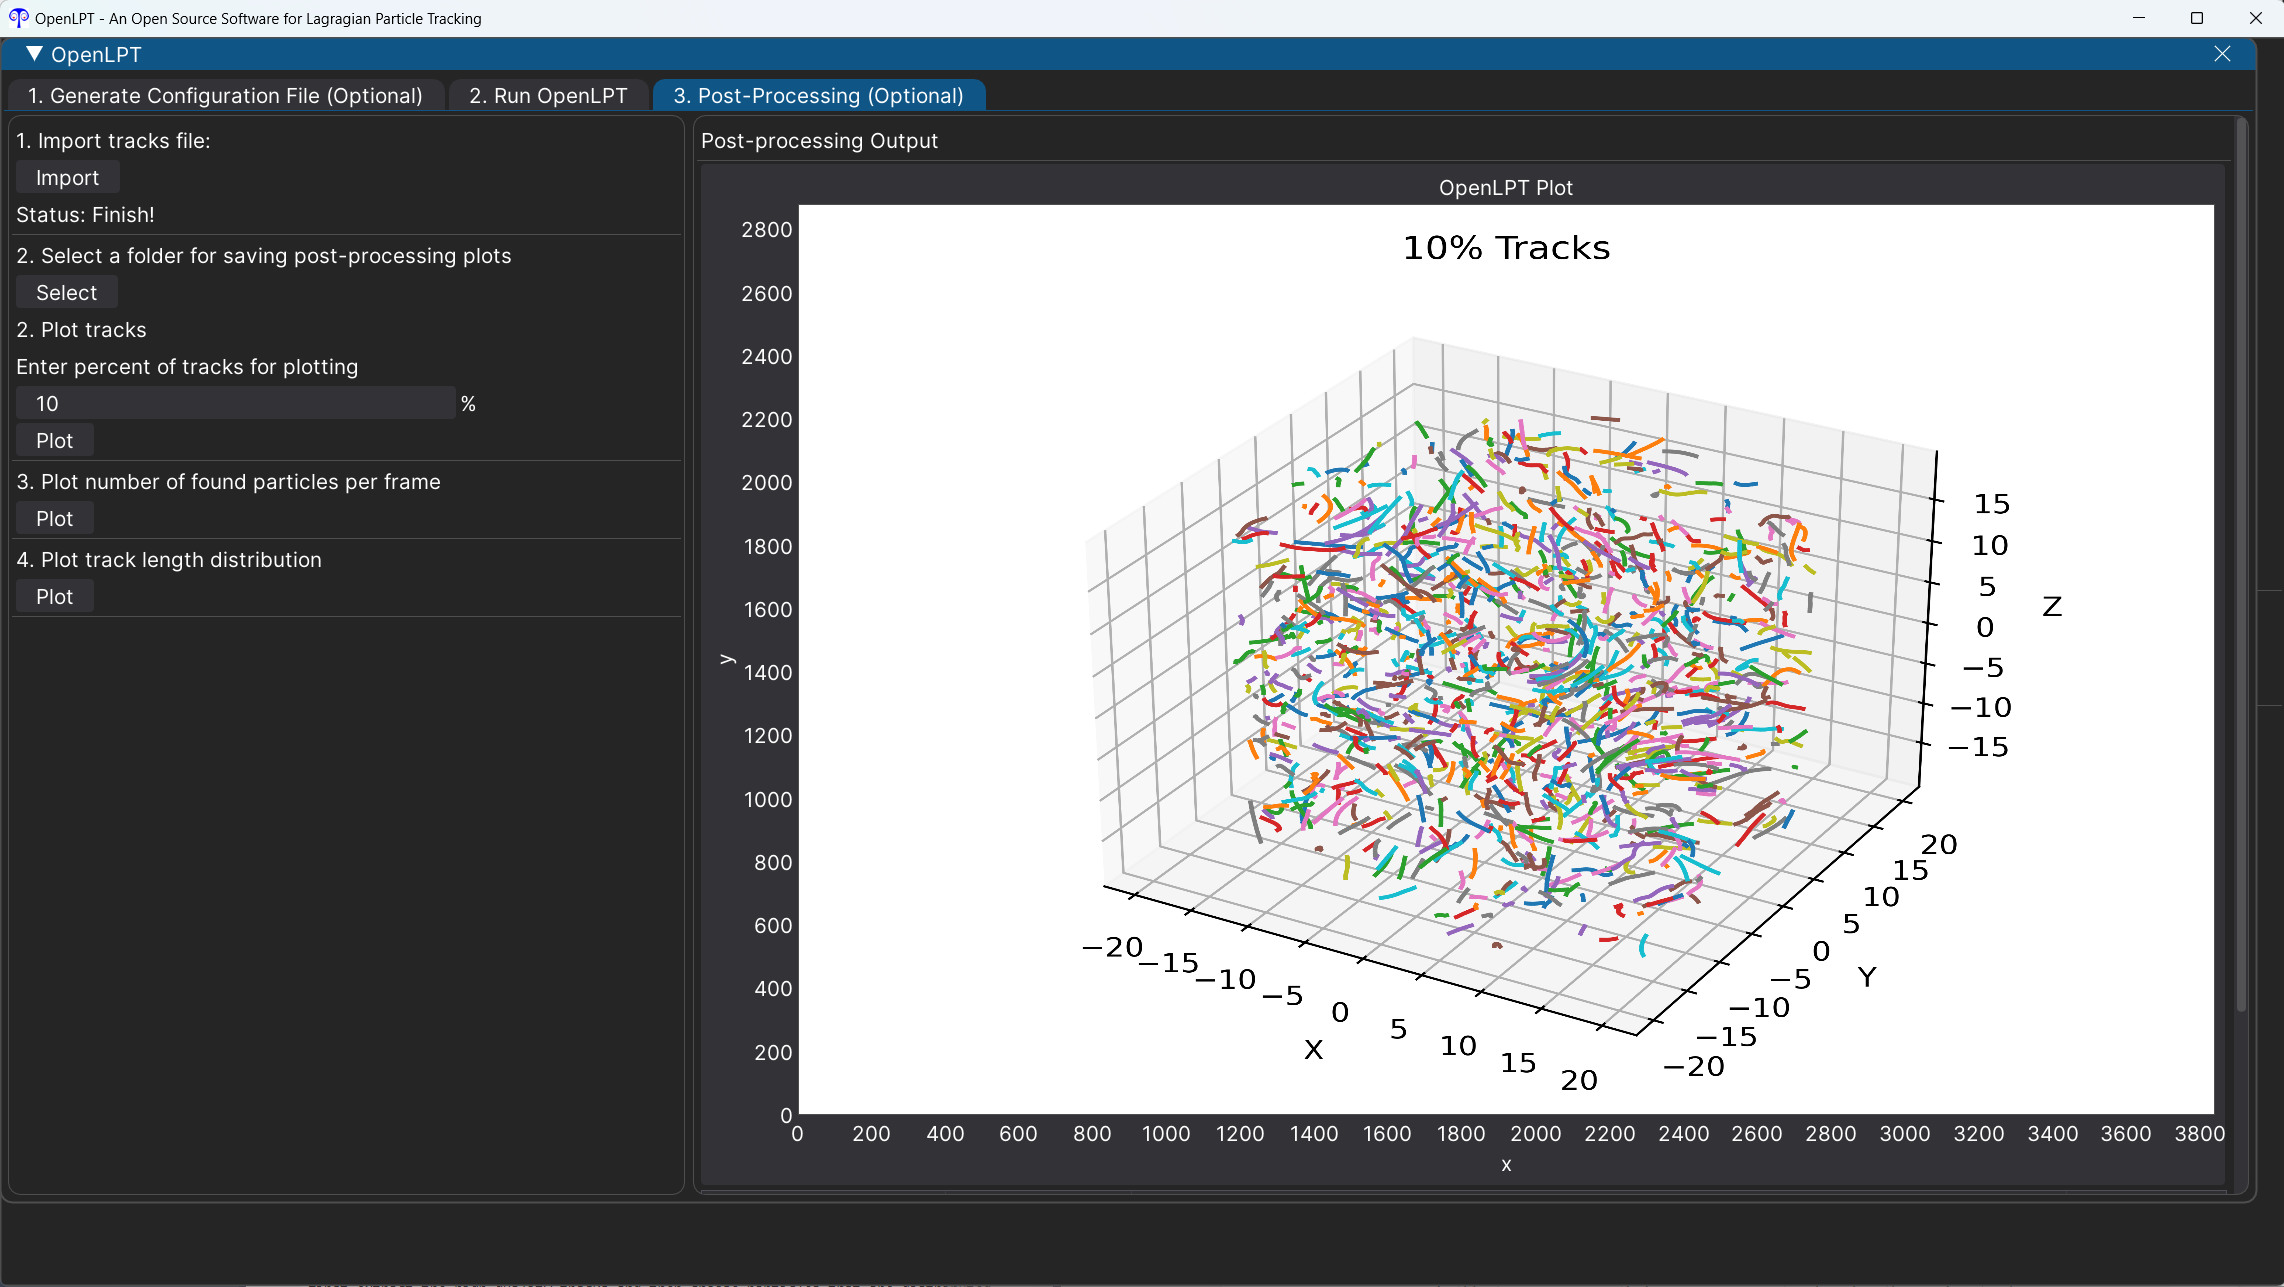 OpenLPT - An Open Source Software for Lagragian Particle Tracking
OpenLPT
1. Generate Configuration File (Optional)
2. Run OpenLPT
3. Post-Processing (Optional)
1. Import tracks file:
Import
Status: Finish!
2. Select a folder for saving post-processing plots
Select
2. Plot tracks
Enter percent of tracks for plotting
10 %
Plot
3. Plot number of found particles per frame
Plot
4. Plot track length distribution
Plot
Post-processing Output
OpenLPT Plot
10% Tracks
2800
2600
2400
2200
2000
1800
1600
1400
1200
1000
800
600
400
200
0
y
0 200 400 600 800 1000 1200 1400 1600 1800 2000 2200 2400 2600 2800 3000 3200 3400 3600 3800
x
15
10
5
0
−5
−10
−15
Z
20
15
10
5
0
−5
−10
−15
−20
Y
−20
−15
−10
−5
0
5
10
15
20
X